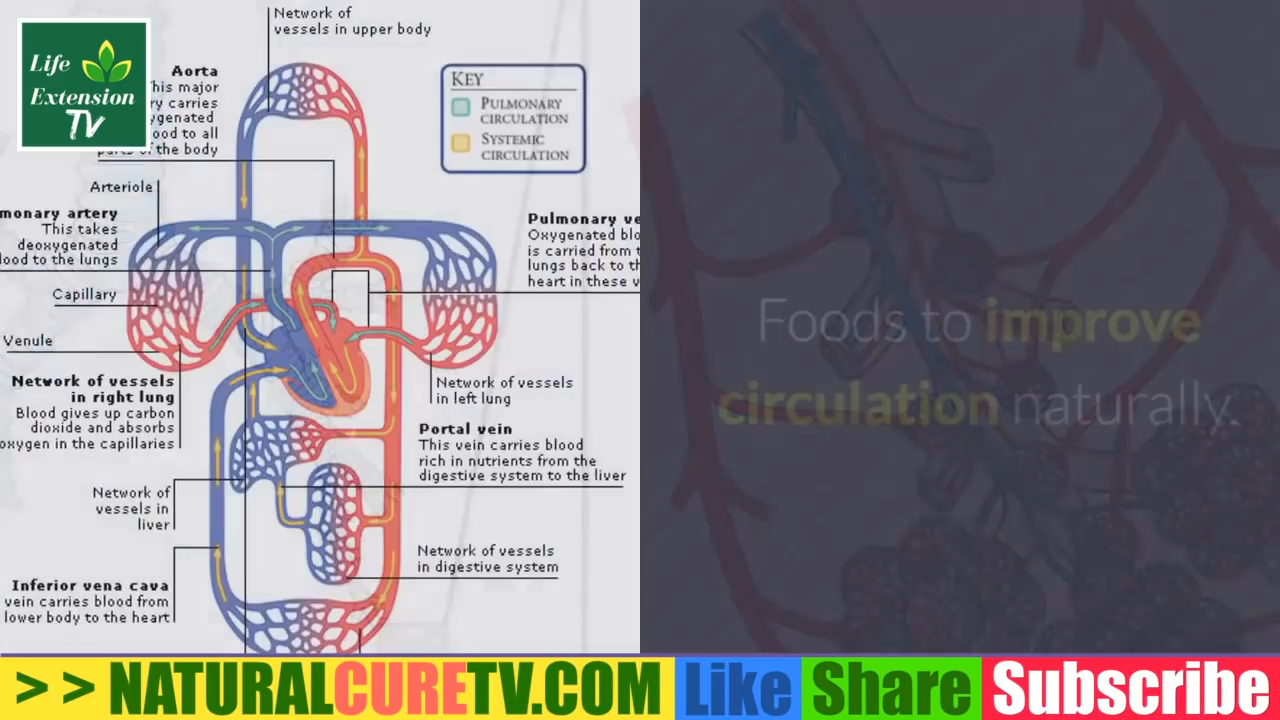 Life
Extension
TV
Network of
vessels in upper body
Aorta
his major
ry carries
ygenated
ood to all
parts of the body
KEY
PULMONARY
CIRCULATION
SYSTEMIC
CIRCULATION
Arteriole
monary artery
This takes
deoxygenated
lood to the lungs
Capillary
Venule
Network of vessels
in right lung
Blood gives up carbon
dioxide and absorbs
oxygen in the capillaries
Pulmonary ve
Oxygenated blo
is carried from t
lungs back to th
heart in these v
Network of vessels
in left lung
Portal vein
This vein carries blood
rich in nutrients from the
digestive system to the liver
Network of
vessels in
liver
Network of vessels
in digestive system
Inferior vena cava
vein carries blood from
lower body to the heart
Foods to improve
circulation naturally.
>> NATURALCURETV.COM Like Share Subscribe